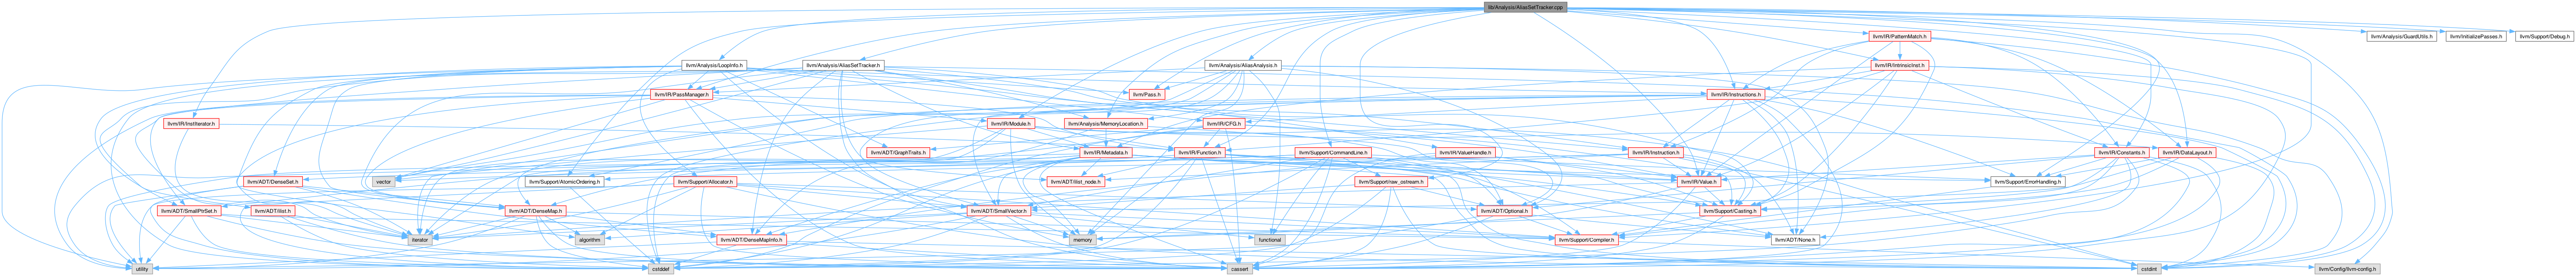 lib/Analysis/AliasSetTracker.cpp
llvm/IR/PatternMatch.h
llvm/Analysis/GuardUtils.h
llvm/InitializePasses.h
llvm/Support/Debug.h
llvm/Analysis/LoopInfo.h
llvm/Analysis/AliasSetTracker.h
llvm/Analysis/AliasAnalysis.h
llvm/IR/IntrinsicInst.h
llvm/IR/PassManager.h
llvm/Pass.h
llvm/IR/Instructions.h
llvm/IR/InstIterator.h
llvm/IR/Module.h
llvm/Analysis/MemoryLocation.h
llvm/IR/CFG.h
llvm/ADT/GraphTraits.h
llvm/IR/Metadata.h
llvm/IR/Function.h
llvm/Support/CommandLine.h
llvm/IR/ValueHandle.h
llvm/IR/Instruction.h
llvm/IR/Constants.h
llvm/IR/DataLayout.h
llvm/ADT/DenseSet.h
vector
llvm/Support/AtomicOrdering.h
llvm/Support/Allocator.h
llvm/ADT/ilist_node.h
llvm/Support/raw_ostream.h
llvm/IR/Value.h
llvm/Support/ErrorHandling.h
llvm/ADT/SmallPtrSet.h
llvm/ADT/ilist.h
llvm/ADT/DenseMap.h
llvm/ADT/SmallVector.h
llvm/ADT/Optional.h
llvm/Support/Casting.h
iterator
algorithm
llvm/ADT/DenseMapInfo.h
memory
functional
llvm/Support/Compiler.h
llvm/ADT/None.h
utility
cstddef
cassert
cstdint
llvm/Config/llvm-config.h